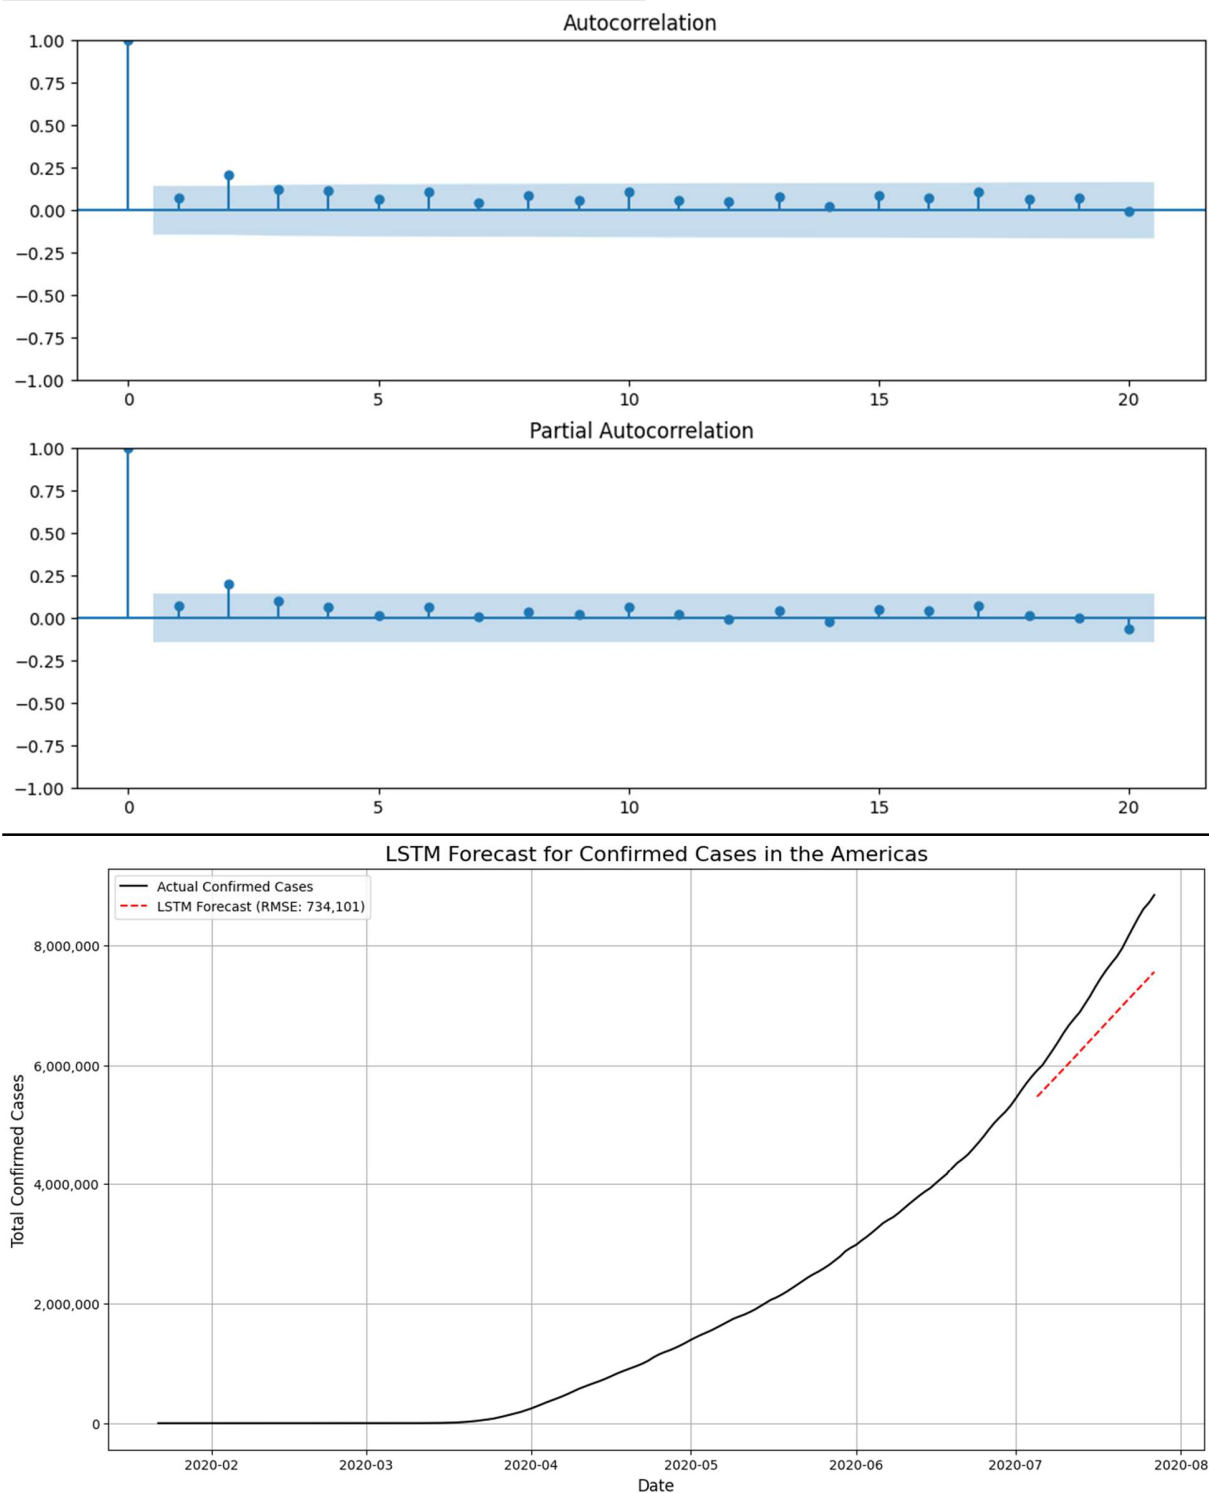 Autocorrelation
1.00
0.75
0.50
0.25
0.00
−0.25
−0.50
−0.75
−1.00
0 5 10 15 20
Partial Autocorrelation
1.00
0.75
0.50
0.25
0.00
−0.25
−0.50
−0.75
−1.00
0 5 10 15 20
LSTM Forecast for Confirmed Cases in the Americas
Actual Confirmed Cases
LSTM Forecast (RMSE: 734,101)
Total Confirmed Cases
8,000,000
6,000,000
4,000,000
2,000,000
0
2020-02 2020-03 2020-04 2020-05 2020-06 2020-07 2020-08
Date